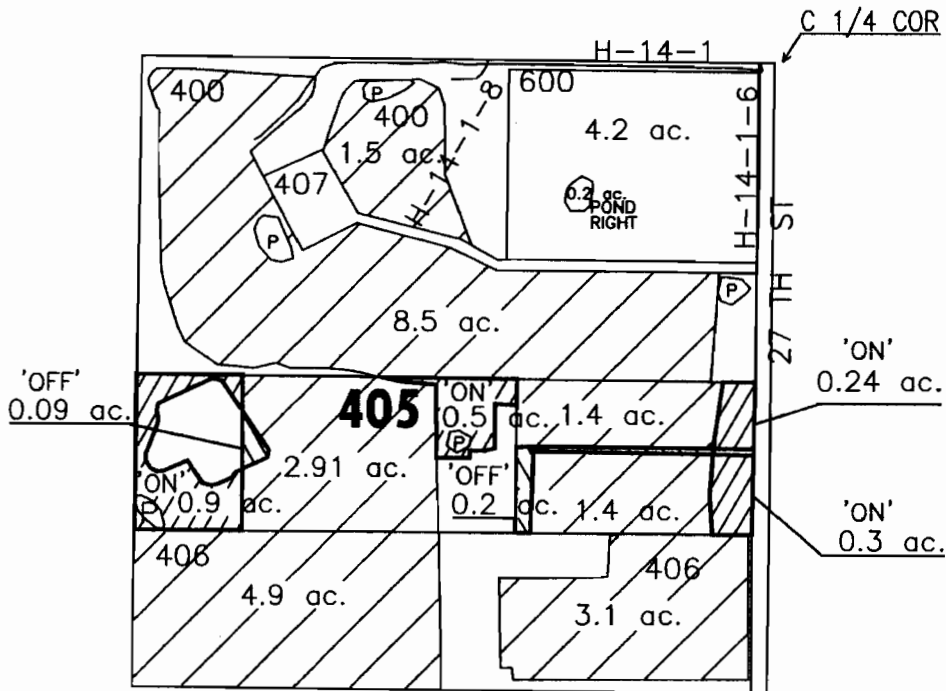 C 1/4 COR
H-14-1
400
P
400
1.5 ac.
H-14-1-8
600
4.2 ac.
H-14-1-6
407
0.2 ac.
POND
RIGHT
P
P
27 TH ST
8.5 ac.
'OFF'
0.09 ac.
405
'ON'
0.5 ac.
P
1.4 ac.
'ON'
0.24 ac.
2.91 ac.
'ON'
0.9 ac.
P
'OFF'
0.2 ac.
1.4 ac.
'ON'
0.3 ac.
406
4.9 ac.
406
3.1 ac.